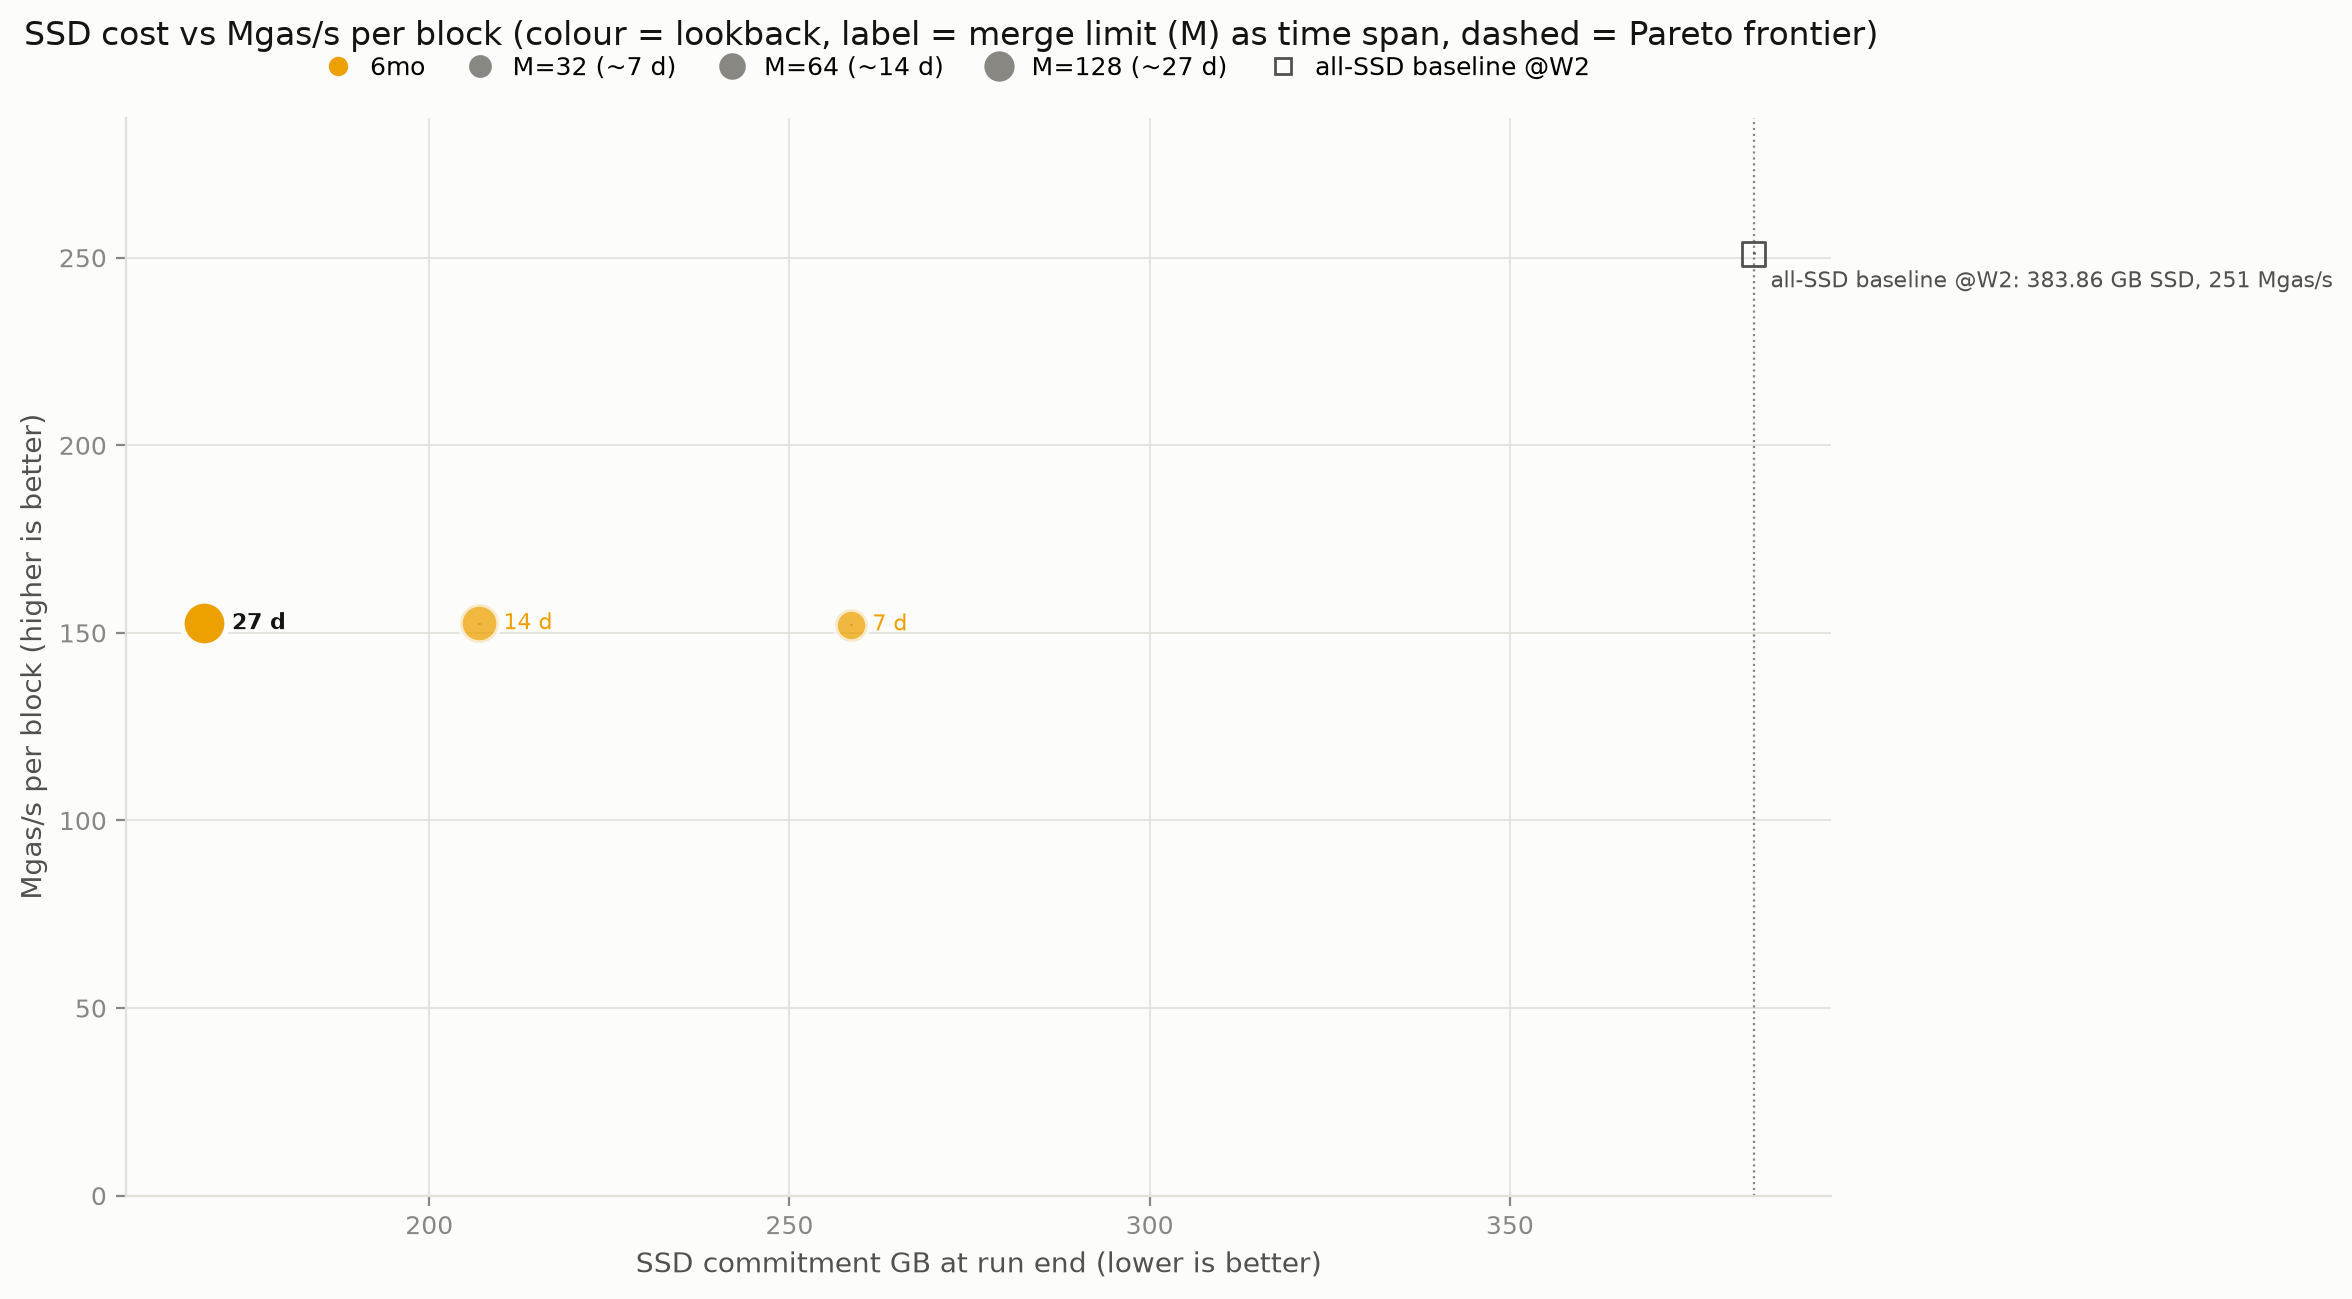 SSD cost vs Mgas/s per block (colour = lookback, label = merge limit (M) as time span, dashed = Pareto frontier)
6mo M=32 (~7 d) M=64 (~14 d) M=128 (~27 d) all-SSD baseline @W2
250
all-SSD baseline @W2: 383.86 GB SSD, 251 Mgas/s
200
150
100
50
0
Mgas/s per block (higher is better)
27 d
14 d
7 d
200 250 300 350
SSD commitment GB at run end (lower is better)